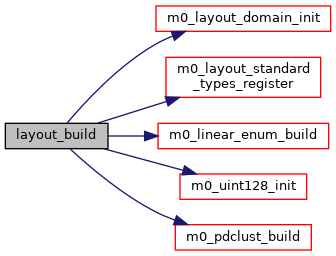 m0_layout_domain_init
m0_layout_standard
_types_register
layout_build
m0_linear_enum_build
m0_uint128_init
m0_pdclust_build